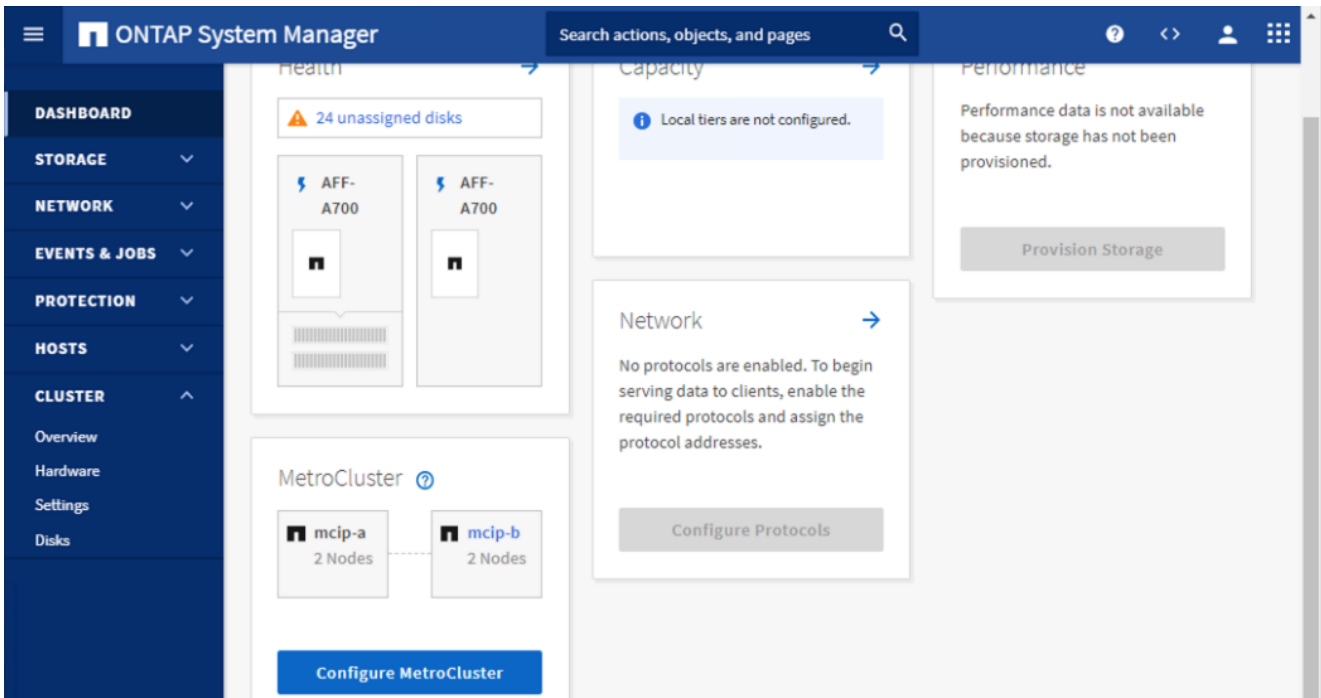 ONTAP System Manager
Search actions, objects, and pages
DASHBOARD
STORAGE
NETWORK
EVENTS & JOBS
PROTECTION
HOSTS
CLUSTER
Overview
Hardware
Settings
Disks
Health
24 unassigned disks
AFF-
A700
AFF-
A700
MetroCluster
mcip-a
2 Nodes
mcip-b
2 Nodes
Configure MetroCluster
Capacity
Local tiers are not configured.
Network
No protocols are enabled. To begin
serving data to clients, enable the
required protocols and assign the
protocol addresses.
Configure Protocols
Performance
Performance data is not available
because storage has not been
provisioned.
Provision Storage